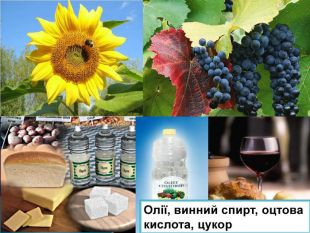 Олії, винний спирт, оцтова
кислота, цукор